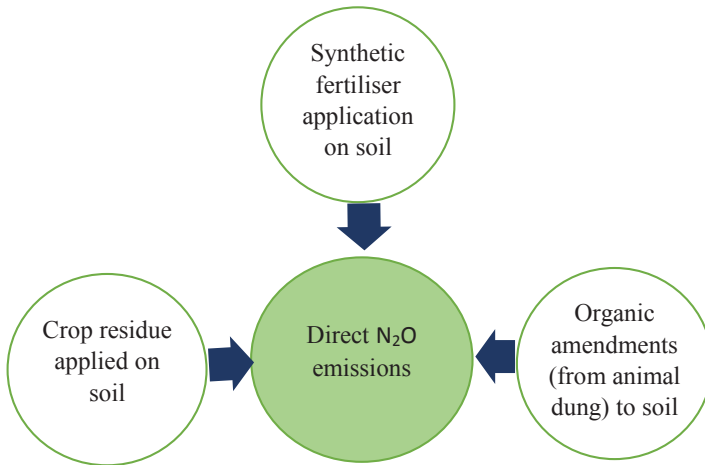 Synthetic
fertiliser
application
on soil
Crop residue
applied on
soil
Direct N₂O
emissions
Organic
amendments
(from animal
dung) to soil